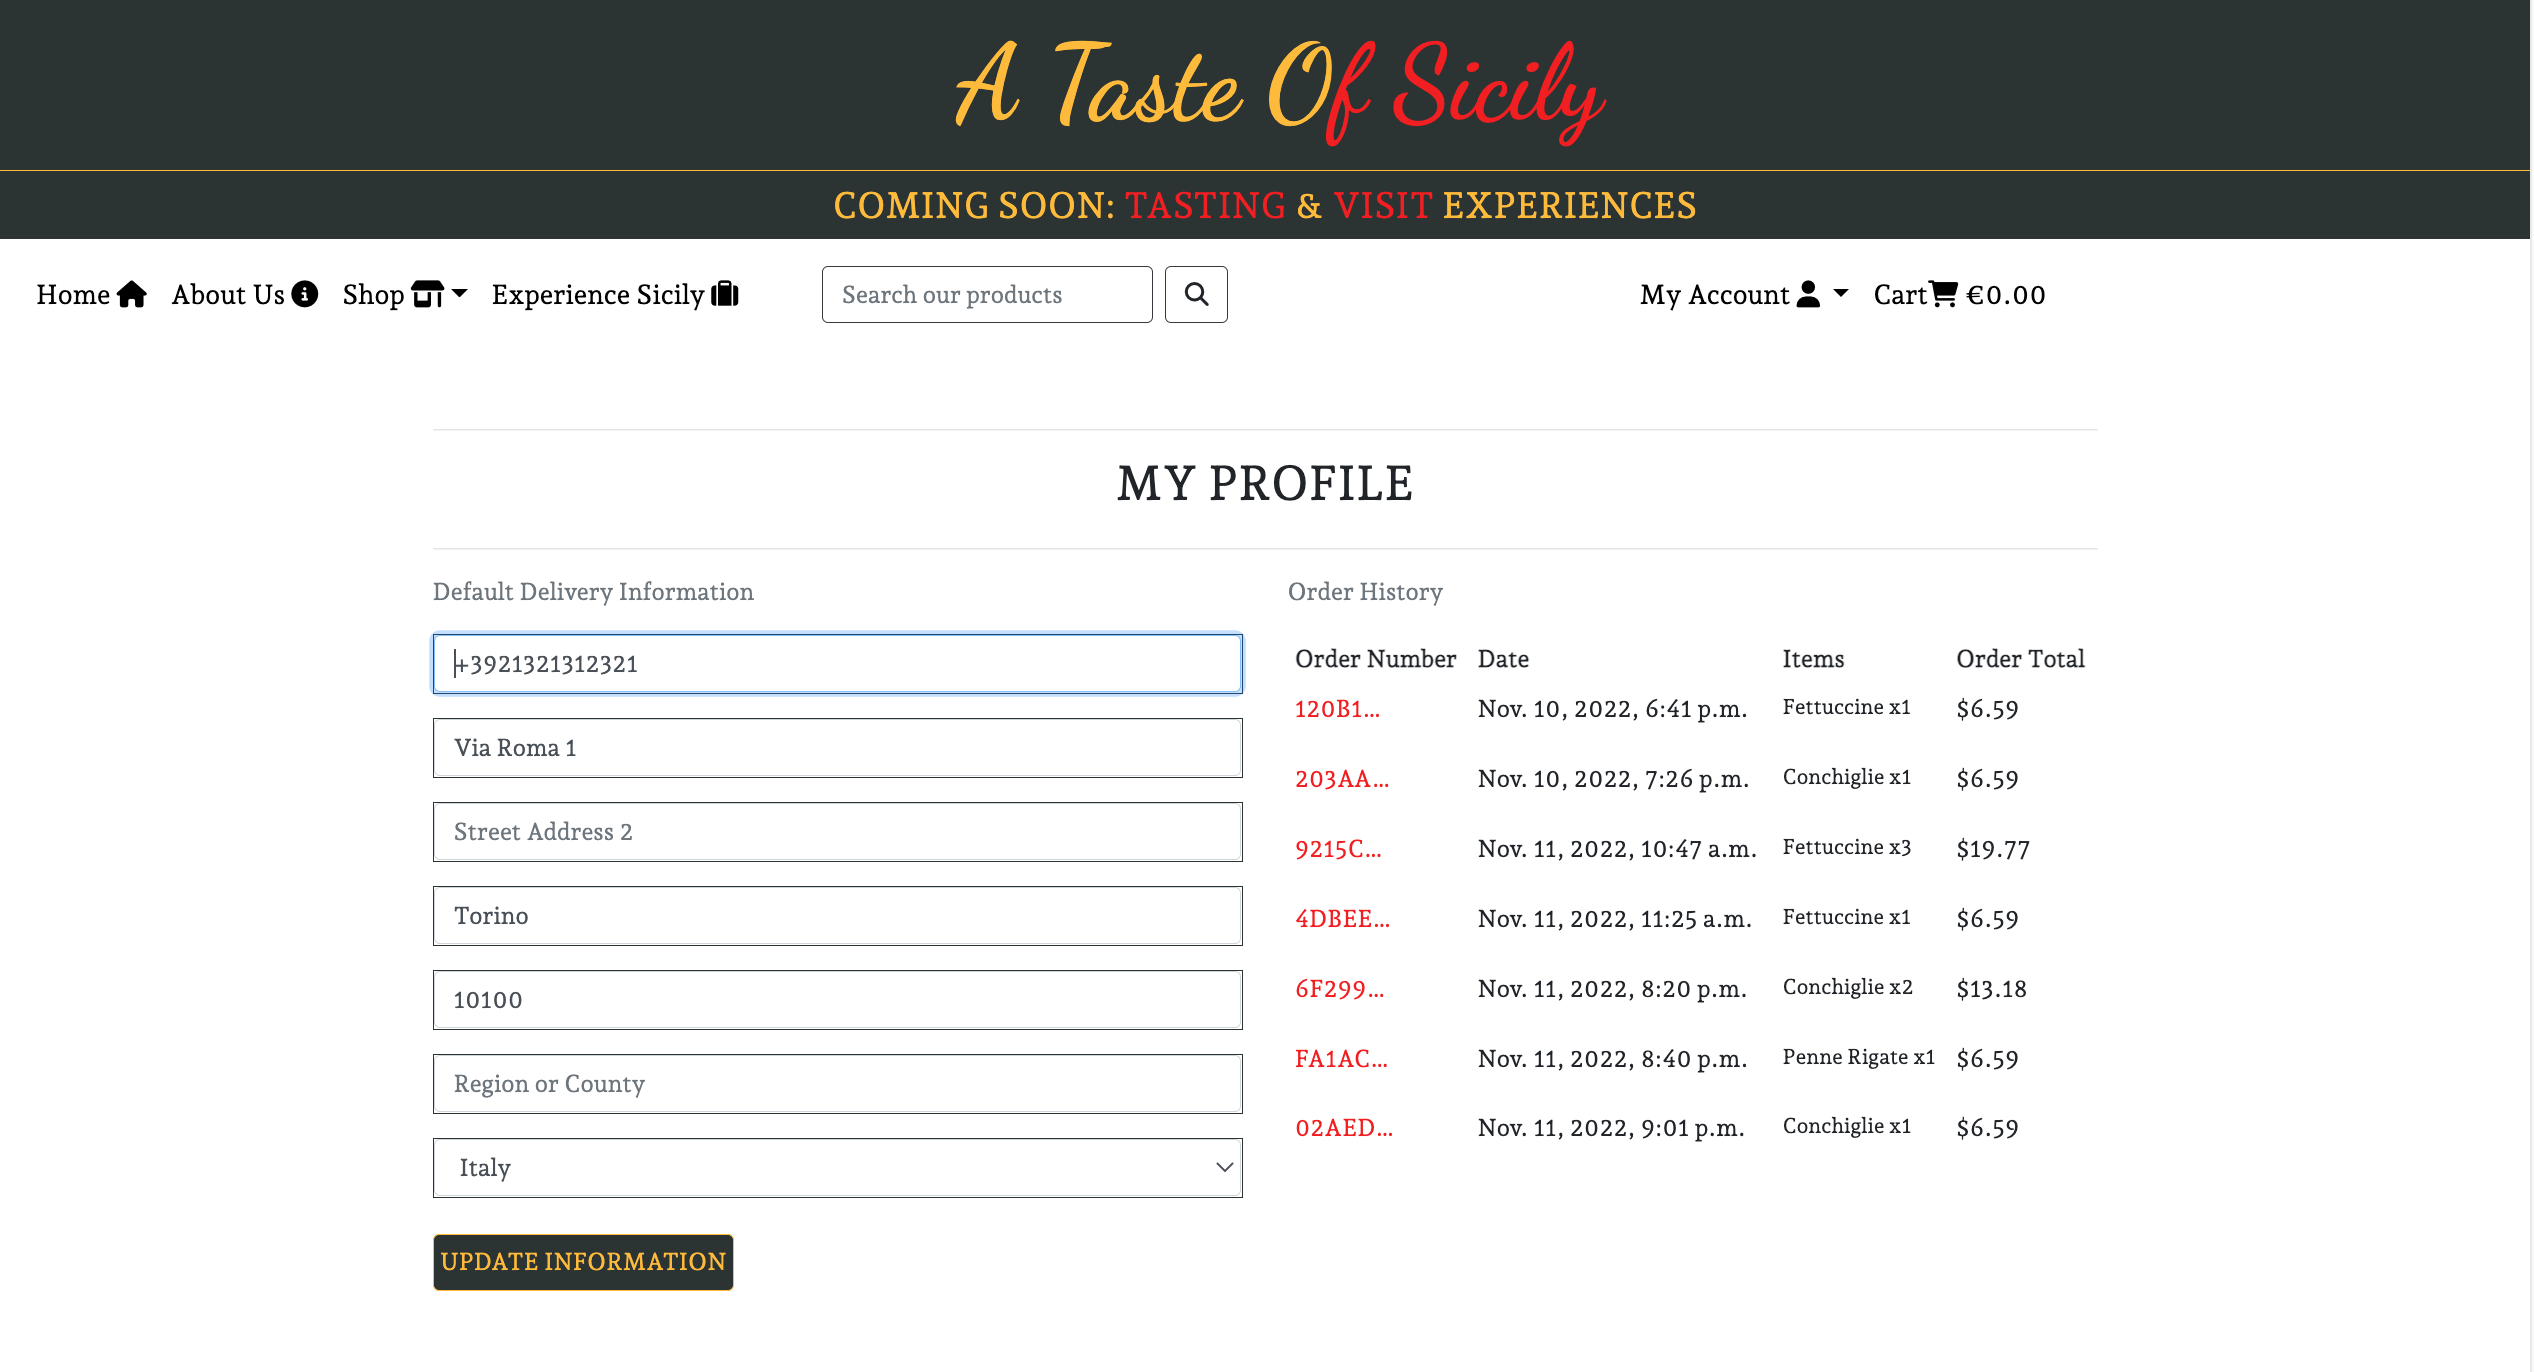 A Taste Of Sicily
COMING SOON: TASTING & VISIT EXPERIENCES
Home About Us Shop Experience Sicily Search our products My Account Cart €0.00
MY PROFILE
Default Delivery Information
+3921321312321
Via Roma 1
Street Address 2
Torino
10100
Region or County
Italy
UPDATE INFORMATION
Order History
Order Number Date Items Order Total
120B1... Nov. 10, 2022, 6:41 p.m. Fettuccine x1 $6.59
203AA... Nov. 10, 2022, 7:26 p.m. Conchiglie x1 $6.59
9215C... Nov. 11, 2022, 10:47 a.m. Fettuccine x3 $19.77
4DBEE... Nov. 11, 2022, 11:25 a.m. Fettuccine x1 $6.59
6F299... Nov. 11, 2022, 8:20 p.m. Conchiglie x2 $13.18
FA1AC... Nov. 11, 2022, 8:40 p.m. Penne Rigate x1 $6.59
02AED... Nov. 11, 2022, 9:01 p.m. Conchiglie x1 $6.59